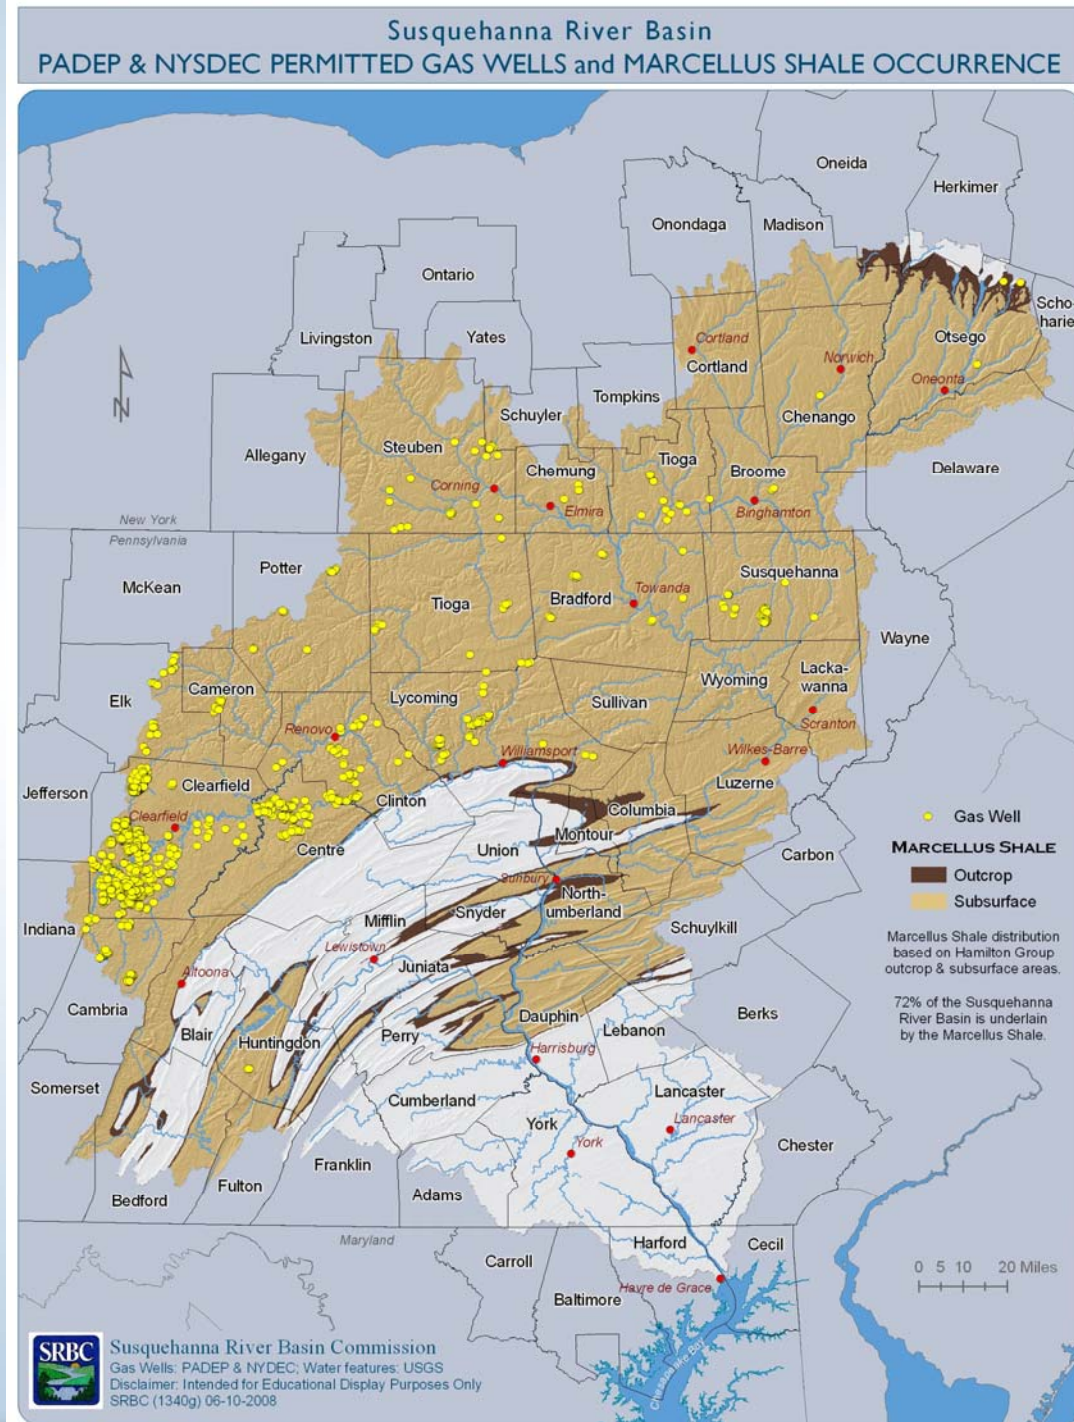 Susquehanna River Basin
PADEP & NYSDEC PERMITTED GAS WELLS and MARCELLUS SHALE OCCURRENCE
Oneida
Herkimer
Onondaga
Madison
Ontario
Scho-
harie
Livingston
Yates
Cortland
Cortland
Otsego
Norwich
Oneonta
Tompkins
Schuyler
Chenango
Steuben
Allegany
Tioga
Chemung
Broome
Delaware
Corning
Elmira
Binghamton
New York
Pennsylvania
McKean
Potter
Susquehanna
Towanda
Tioga
Bradford
Wayne
Lacka-
wanna
Wyoming
Cameron
Elk
Lycoming
Sullivan
Scranton
Renovo
Williamsport
Wilkes-Barre
Jefferson
Clearfield
Luzerne
Clinton
Columbia
Clearfield
Montour
Centre
Union
Carbon
Sunbury
North-
umberland
Indiana
Mifflin
Snyder
Schuylkill
Lewistown
Juniata
Altoona
Cambria
Dauphin
Berks
Blair
Huntingdon
Perry
Lebanon
Harrisburg
Somerset
Cumberland
Lancaster
York
Lancaster
York
Chester
Franklin
Bedford
Fulton
Adams
Maryland
Harford
Cecil
Carroll
Havre de Grace
Baltimore
Chesapeake Bay
N
Gas Well
MARCELLUS SHALE
Outcrop
Subsurface
Marcellus Shale distribution
based on Hamilton Group
outcrop & subsurface areas.
72% of the Susquehanna
River Basin is underlain
by the Marcellus Shale.
0 5 10 20 Miles
SRBC
Susquehanna River Basin Commission
Gas Wells: PADEP & NYDEC; Water features: USGS
Disclaimer: Intended for Educational Display Purposes Only
SRBC (1340g) 06-10-2008